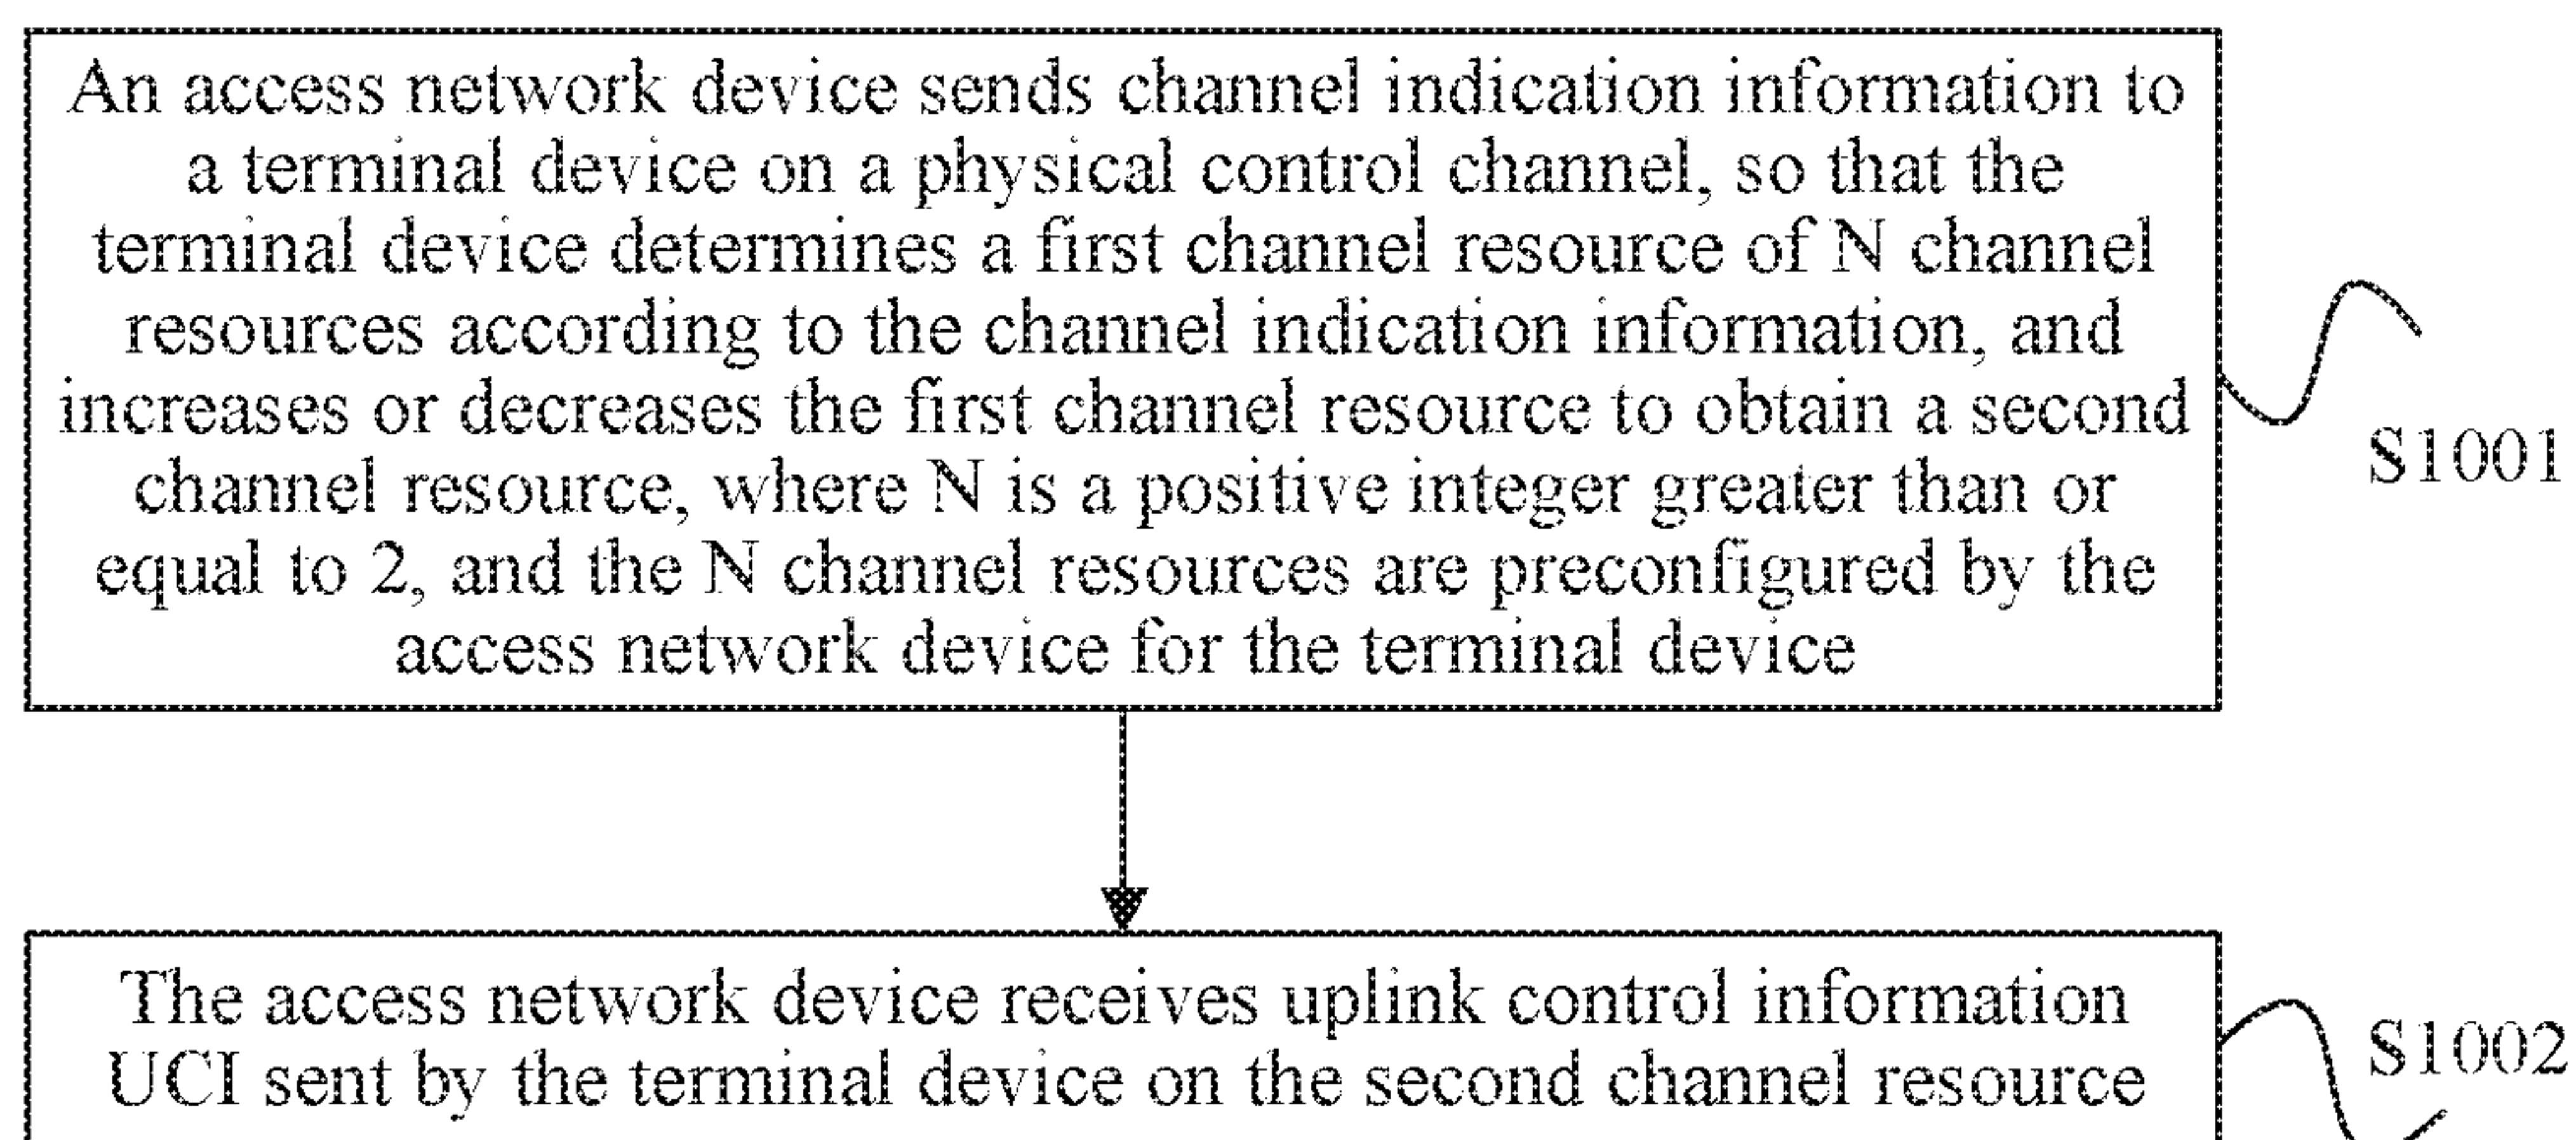 An access network device sends channel indication information to
a terminal device on a physical control channel, so that the
terminal device determines a first channel resource of N channel
resources according to the channel indication information, and
increases or decreases the first channel resource to obtain a second
channel resource, where N is a positive integer greater than or
equal to 2, and the N channel resources are preconfigured by the
access network device for the terminal device
S1001
The access network device receives uplink control information
UCI sent by the terminal device on the second channel resource
S1002